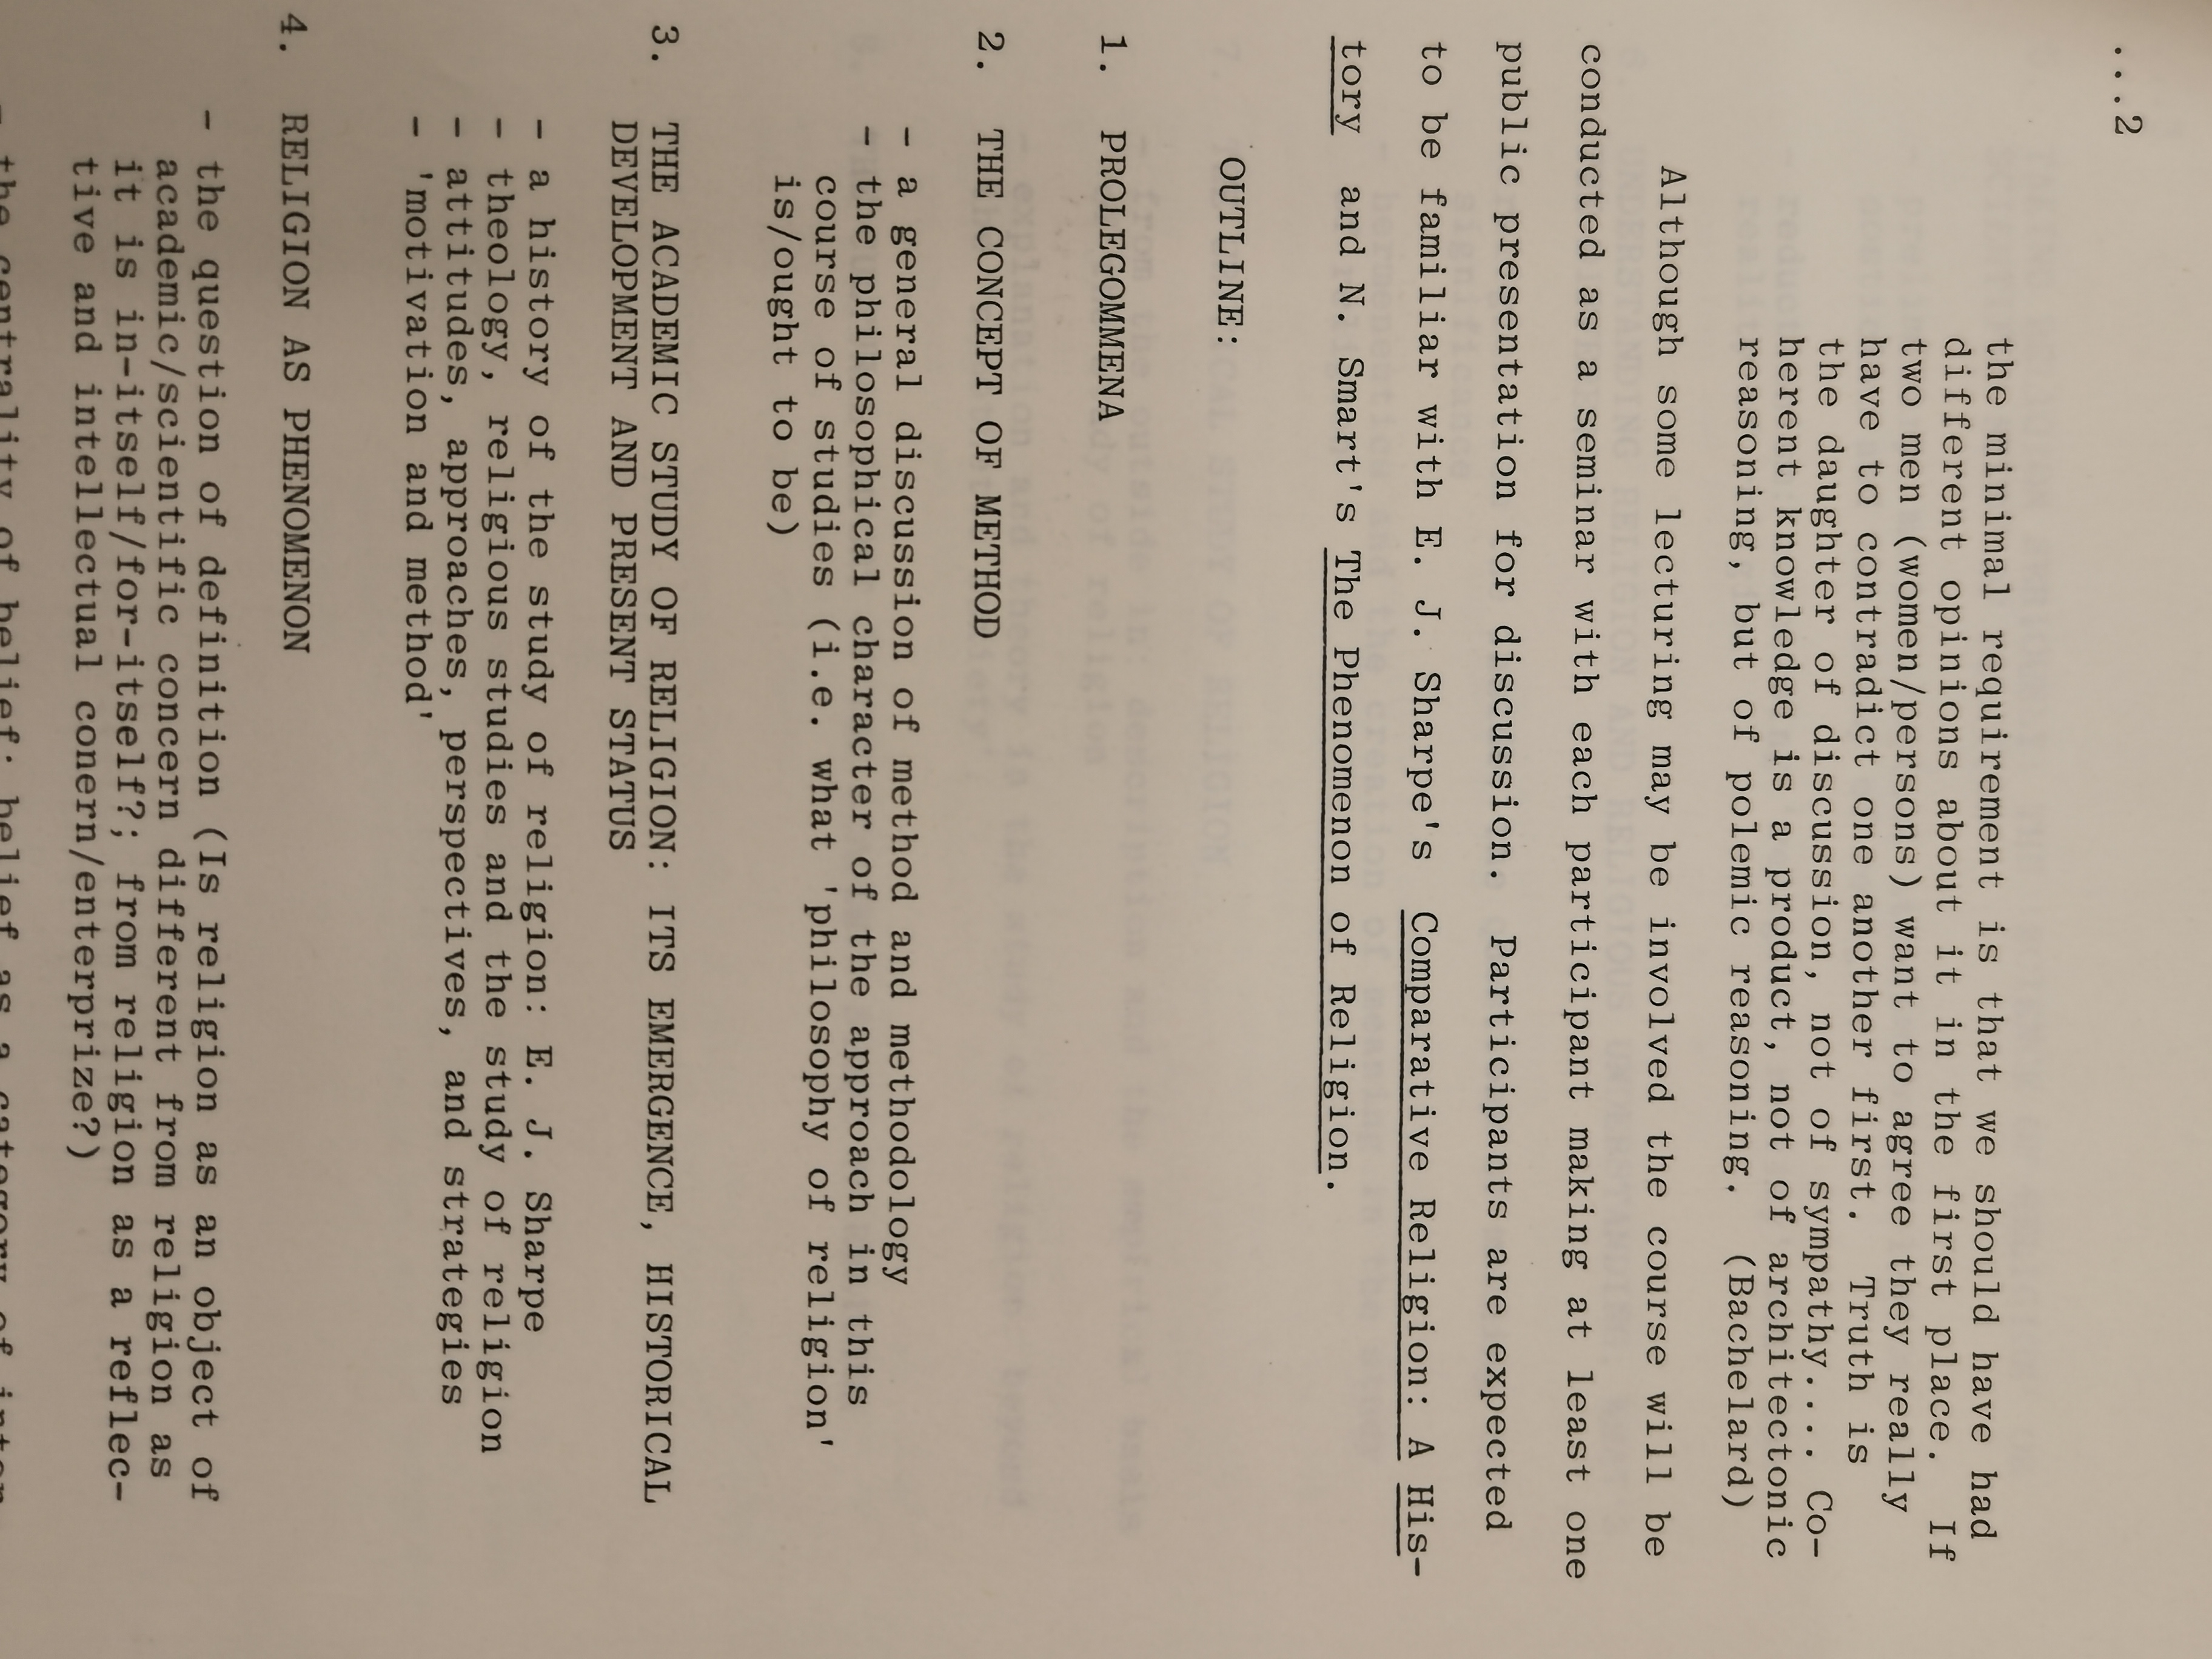 ...2
the minimal requirement is that we should have had
different opinions about it in the first place. If
two men (women/persons) want to agree they really
have to contradict one another first. Truth is
the daughter of discussion, not of sympathy.... Co-
herent knowledge is a product, not of architectonic
reasoning, but of polemic reasoning. (Bachelard)
Although some lecturing may be involved the course will be
conducted as a seminar with each participant making at least one
public presentation for discussion. Participants are expected
to be familiar with E. J. Sharpe's Comparative Religion: A His-
tory and N. Smart's The Phenomenon of Religion.
OUTLINE:
1. PROLEGOMMENA
2. THE CONCEPT OF METHOD
- a general discussion of method and methodology
- the philosophical character of the approach in this
course of studies (i.e. what 'philosophy of religion'
is/ought to be)
3. THE ACADEMIC STUDY OF RELIGION: ITS EMERGENCE, HISTORICAL
DEVELOPMENT AND PRESENT STATUS
- a history of the study of religion: E. J. Sharpe
- theology, religious studies and the study of religion
- attitudes, approaches, perspectives, and strategies
- 'motivation and method'
4. RELIGION AS PHENOMENON
- the question of definition (Is religion as an object of
academic/scientific concern different from religion as
it is in-itself/for-itself?; from religion as a reflec-
tive and intellectual conern/enterprize?)
- the centrality of belief: belief as a category of